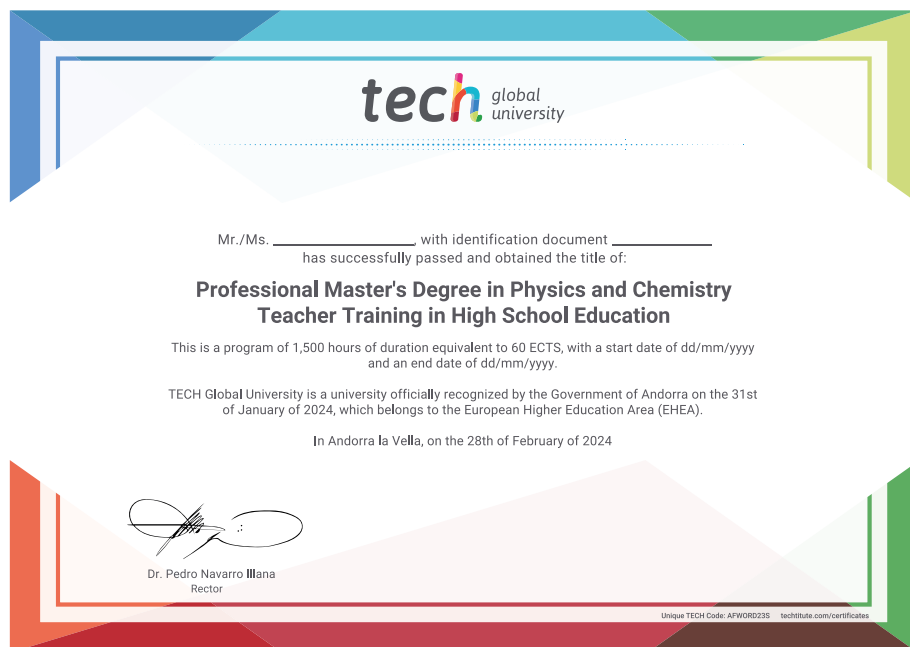 tech global
university
Mr./Ms. ____________, with identification document ________
has successfully passed and obtained the title of:
Professional Master's Degree in Physics and Chemistry
Teacher Training in High School Education
This is a program of 1,500 hours of duration equivalent to 60 ECTS, with a start date of dd/mm/yyyy
and an end date of dd/mm/yyyy.
TECH Global University is a university officially recognized by the Government of Andorra on the 31st
of January of 2024, which belongs to the European Higher Education Area (EHEA).
In Andorra la Vella, on the 28th of February of 2024
Dr. Pedro Navarro Illana
Rector
Unique TECH Code: AFWORD23S techtitute.com/certificates